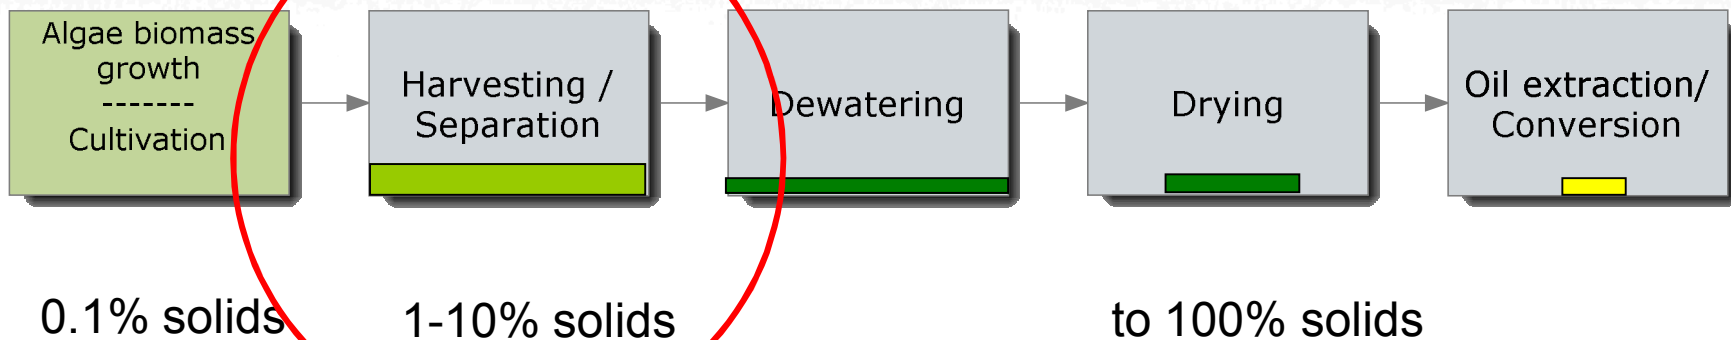 Algae biomass
growth
-------
Cultivation
Harvesting /
Separation
Dewatering
Drying
Oil extraction/
Conversion
0.1% solids
1-10% solids
to 100% solids